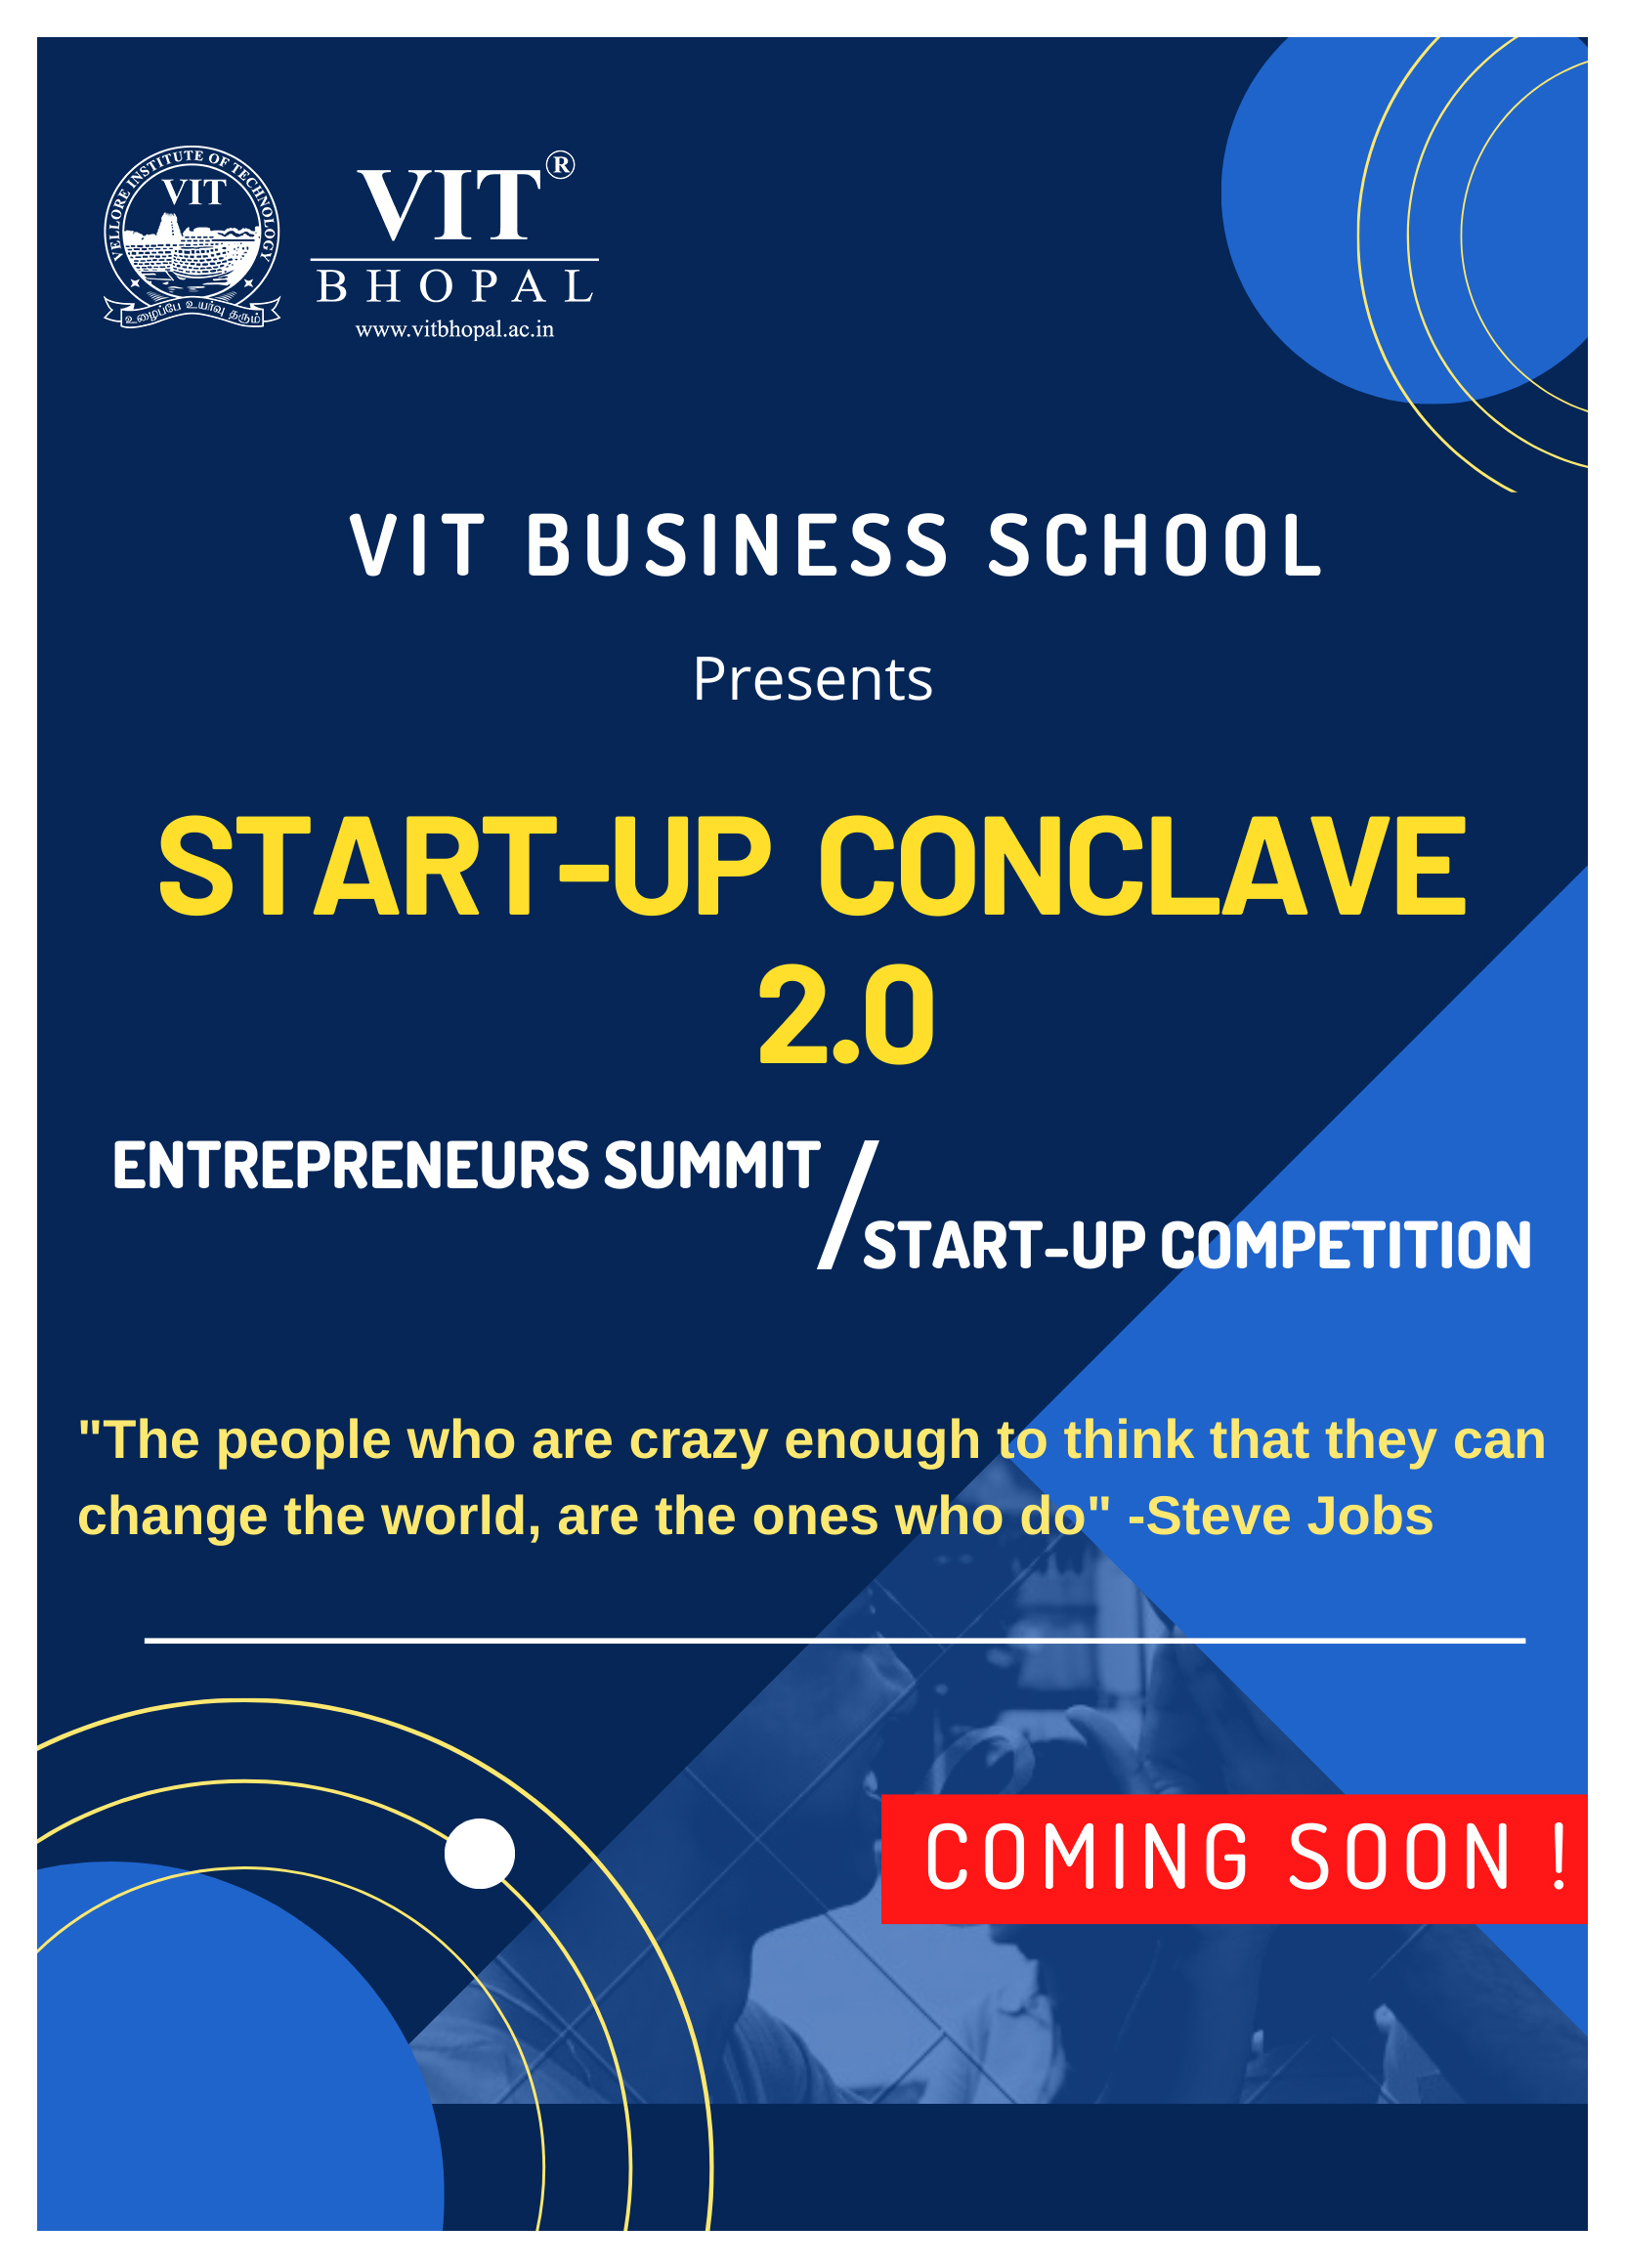 VELLORE INSTITUTE OF TECHNOLOGY
VIT
உழைப்பே உயர்வு தரும்
VIT®
BHOPAL
www.vitbhopal.ac.in
VIT BUSINESS SCHOOL
Presents
START-UP CONCLAVE
2.0
ENTREPRENEURS SUMMIT/
START-UP COMPETITION
"The people who are crazy enough to think that they can
change the world, are the ones who do" -Steve Jobs
COMING SOON !